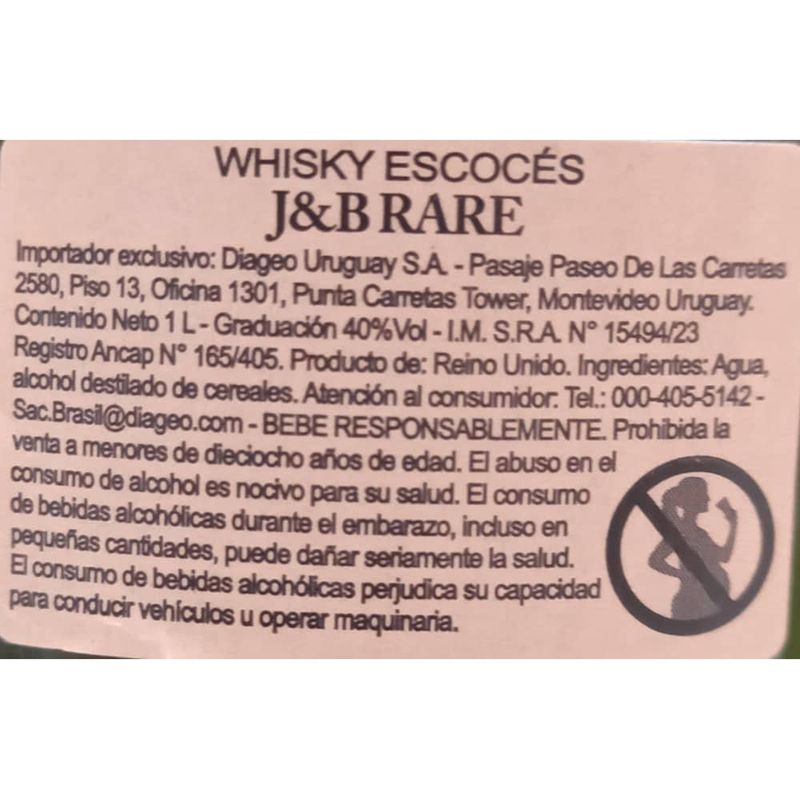 WHISKY ESCOCÉS
J&B RARE
Importador exclusivo: Diageo Uruguay S.A. - Pasaje Paseo De Las Carretas
2580, Piso 13, Oficina 1301, Punta Carretas Tower, Montevideo Uruguay.
Contenido Neto 1 L - Graduación 40%Vol - I.M. S.R.A. N° 15494/23
Registro Ancap N° 165/405. Producto de: Reino Unido. Ingredientes: Agua,
alcohol destilado de cereales. Atención al consumidor: Tel.: 000-405-5142 -
Sac.Brasil@diageo.com - BEBE RESPONSABLEMENTE. Prohibida la
venta a menores de dieciocho años de edad. El abuso en el
consumo de alcohol es nocivo para su salud. El consumo
de bebidas alcohólicas durante el embarazo, incluso en
pequeñas cantidades, puede dañar seriamente la salud.
El consumo de bebidas alcohólicas perjudica su capacidad
para conducir vehículos u operar maquinaria.